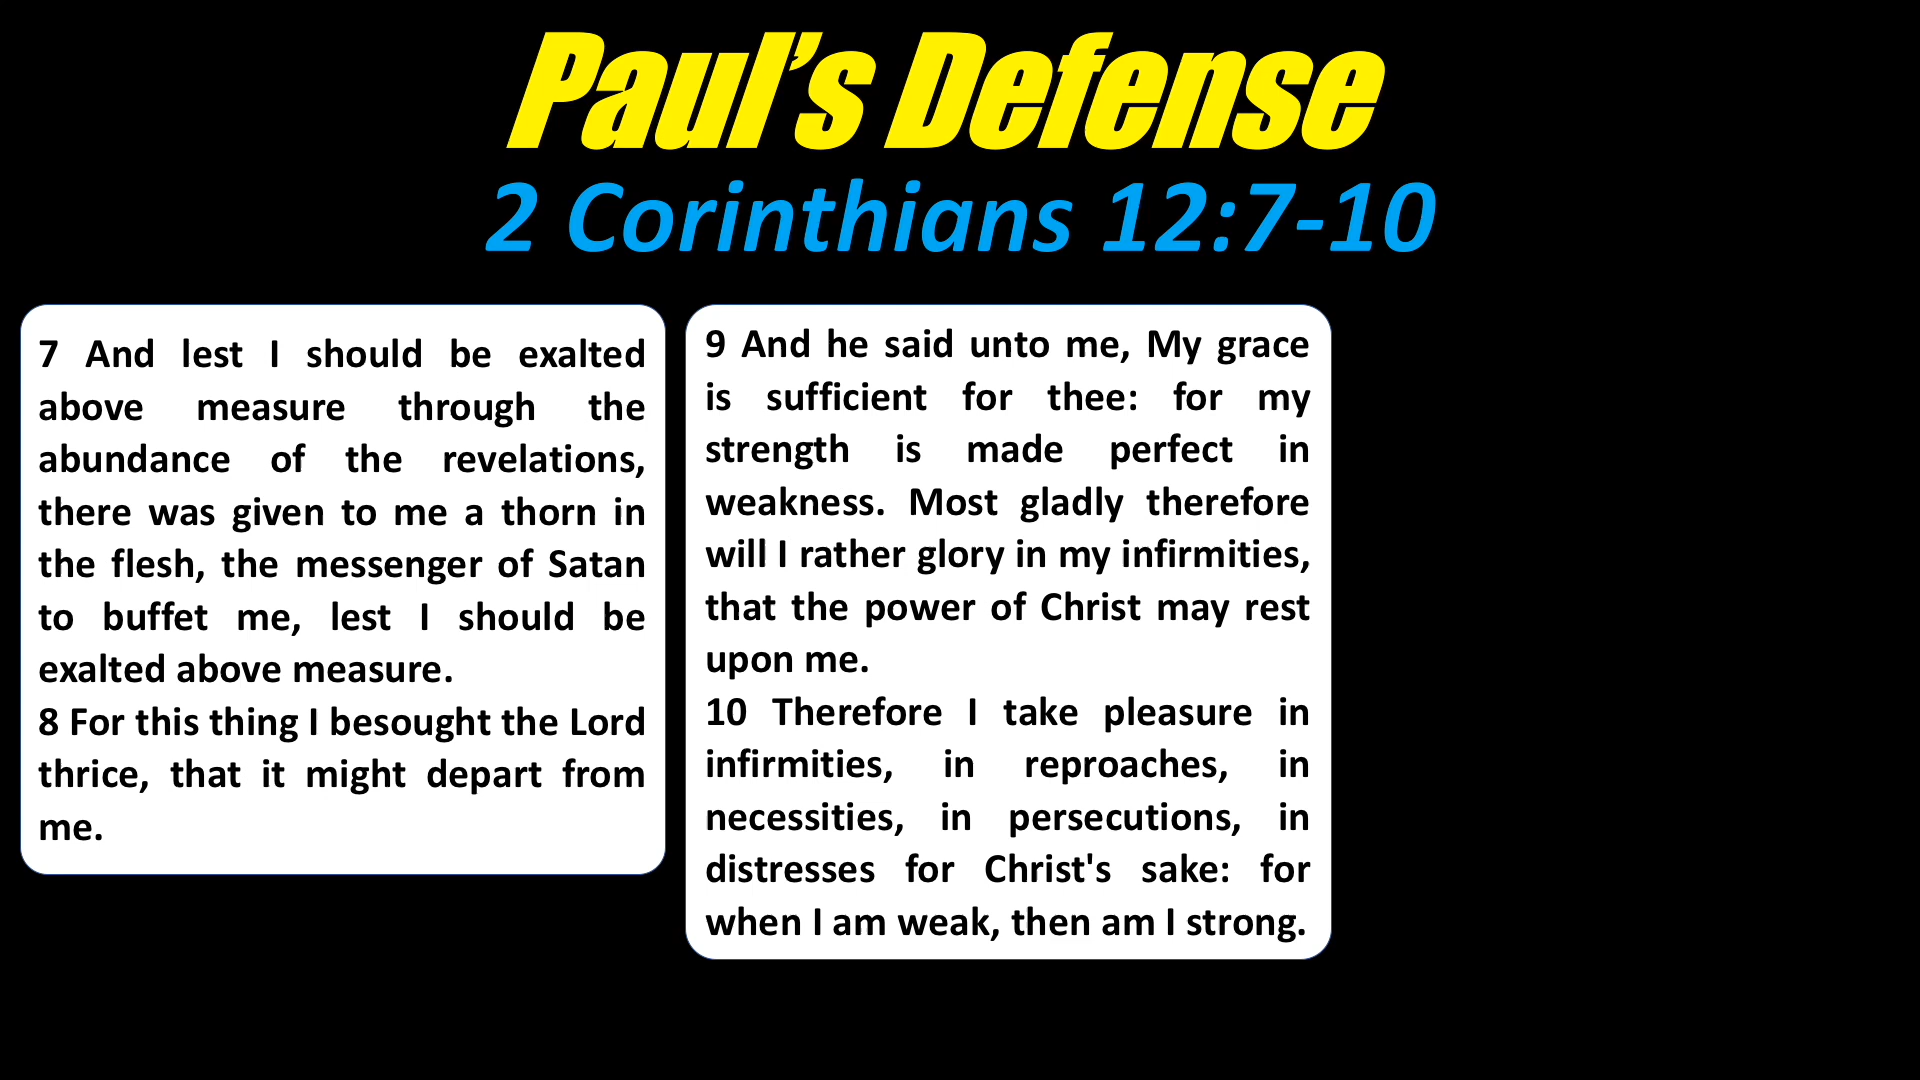 Paul’s Defense
2 Corinthians 12:7-10
7 And lest I should be exalted
above measure through the
abundance of the revelations,
there was given to me a thorn in
the flesh, the messenger of Satan
to buffet me, lest I should be
exalted above measure.
8 For this thing I besought the Lord
thrice, that it might depart from
me.
9 And he said unto me, My grace
is sufficient for thee: for my
strength is made perfect in
weakness. Most gladly therefore
will I rather glory in my infirmities,
that the power of Christ may rest
upon me.
10 Therefore I take pleasure in
infirmities, in reproaches, in
necessities, in persecutions, in
distresses for Christ's sake: for
when I am weak, then am I strong.